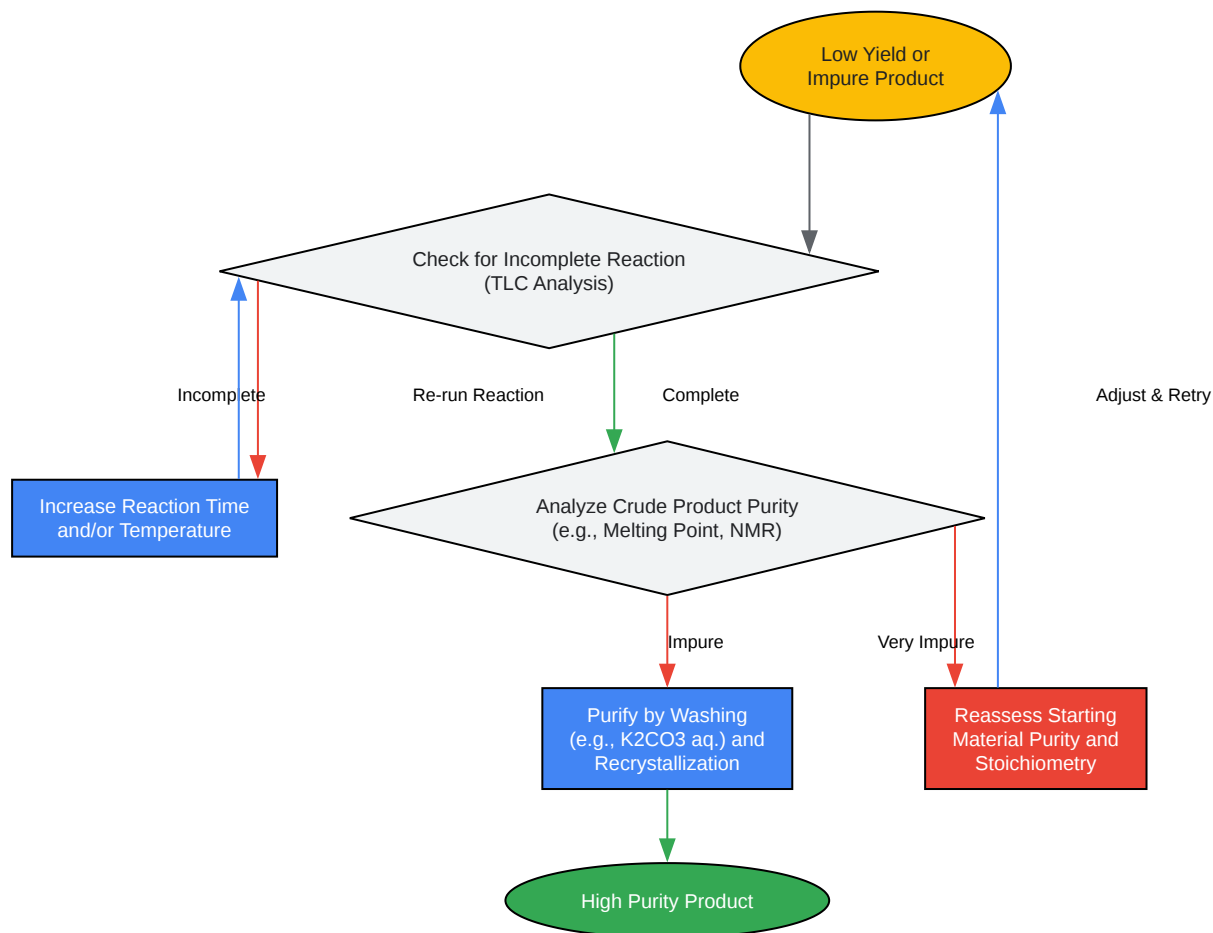 Low Yield or
Impure Product
Check for Incomplete Reaction
(TLC Analysis)
Incomplete
Re-run Reaction
Complete
Adjust & Retry
Increase Reaction Time
and/or Temperature
Analyze Crude Product Purity
(e.g., Melting Point, NMR)
Impure
Very Impure
Purify by Washing
(e.g., K2CO3 aq.) and
Recrystallization
Reassess Starting
Material Purity and
Stoichiometry
High Purity Product